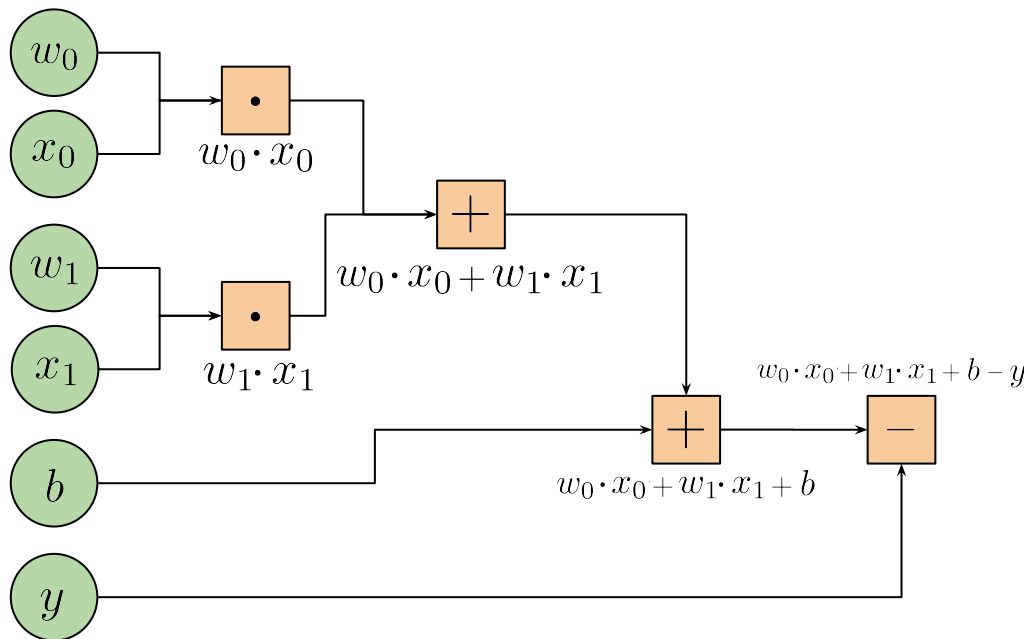 w₀
x₀
·
w₀ · x₀
+
w₀ · x₀ + w₁ · x₁
w₁
x₁
·
w₁ · x₁
w₀ · x₀ + w₁ · x₁ + b − y
+
−
w₀ · x₀ + w₁ · x₁ + b
b
y